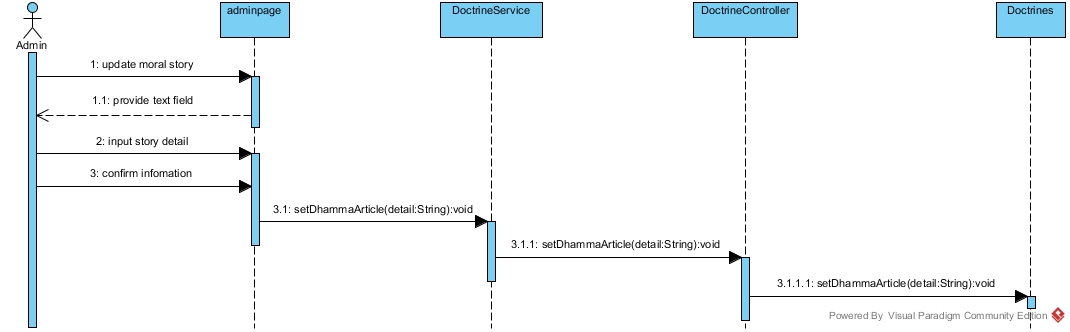 adminpage
DoctrineService
DoctrineController
Doctrines
Admin
1: update moral story
1.1: provide text field
2: input story detail
3: confirm infomation
3.1: setDhammaArticle(detail:String):void
3.1.1: setDhammaArticle(detail:String):void
3.1.1.1: setDhammaArticle(detail:String):void
Powered By Visual Paradigm Community Edition